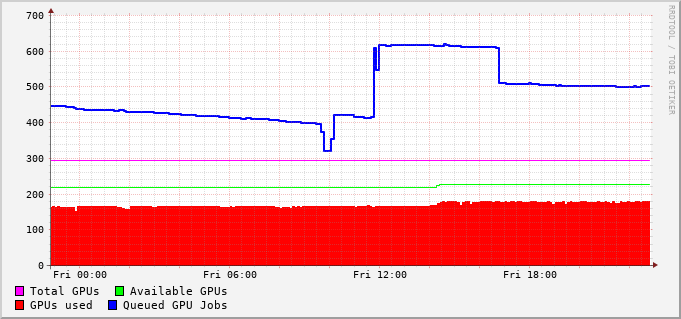 700
600
500
400
300
200
100
0
Fri 00:00 Fri 06:00 Fri 12:00 Fri 18:00
Total GPUs Available GPUs
GPUs used Queued GPU Jobs
RRDTOOL / TOBI OETIKER